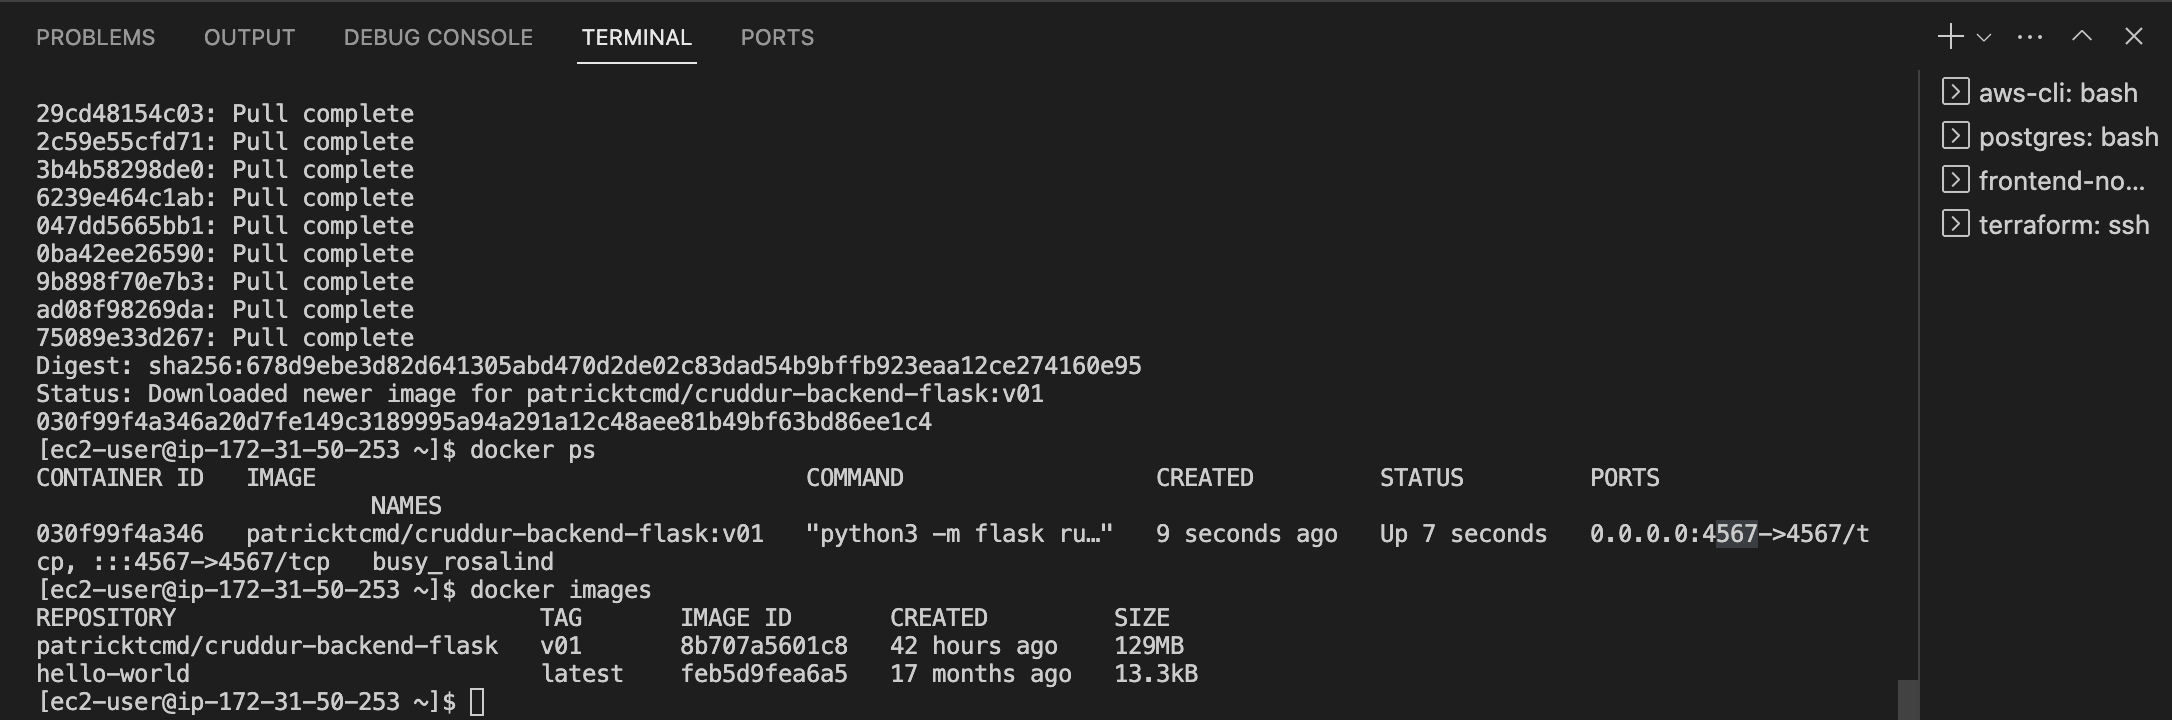 PROBLEMS OUTPUT DEBUG CONSOLE TERMINAL PORTS
29cd48154c03: Pull complete
2c59e55cfd71: Pull complete
3b4b58298de0: Pull complete
6239e464c1ab: Pull complete
047dd5665bb1: Pull complete
0ba42ee26590: Pull complete
9b898f70e7b3: Pull complete
ad08f98269da: Pull complete
75089e33d267: Pull complete
Digest: sha256:678d9ebe3d82d641305abd470d2de02c83dad54b9bffb923eaa12ce274160e95
Status: Downloaded newer image for patricktcmd/cruddur-backend-flask:v01
030f99f4a346a20d7fe149c3189995a94a291a12c48aee81b49bf63bd86ee1c4
[ec2-user@ip-172-31-50-253 ~]$ docker ps
CONTAINER ID   IMAGE                                   COMMAND                  CREATED         STATUS         PORTS
                        NAMES
030f99f4a346   patricktcmd/cruddur-backend-flask:v01   "python3 -m flask ru…"   9 seconds ago   Up 7 seconds   0.0.0.0:4567->4567/t
cp, :::4567->4567/tcp   busy_rosalind
[ec2-user@ip-172-31-50-253 ~]$ docker images
REPOSITORY                          TAG       IMAGE ID       CREATED         SIZE
patricktcmd/cruddur-backend-flask   v01       8b707a5601c8   42 hours ago    129MB
hello-world                         latest    feb5d9fea6a5   17 months ago   13.3kB
[ec2-user@ip-172-31-50-253 ~]$
aws-cli: bash
postgres: bash
frontend-no...
terraform: ssh